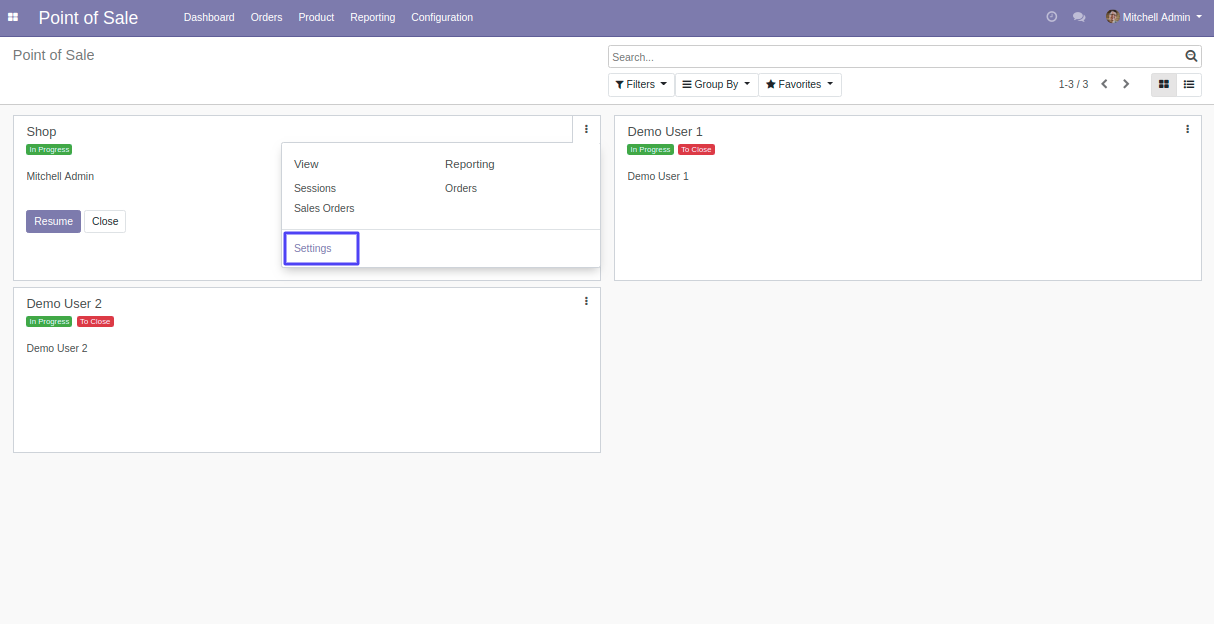 Point of Sale Dashboard Orders Product Reporting Configuration Mitchell Admin
Point of Sale
Search...
Filters Group By Favorites 1-3 / 3
Shop
In Progress
Mitchell Admin
Resume Close
View
Sessions
Sales Orders
Reporting
Orders
Settings
Demo User 1
In Progress To Close
Demo User 1
Demo User 2
In Progress To Close
Demo User 2